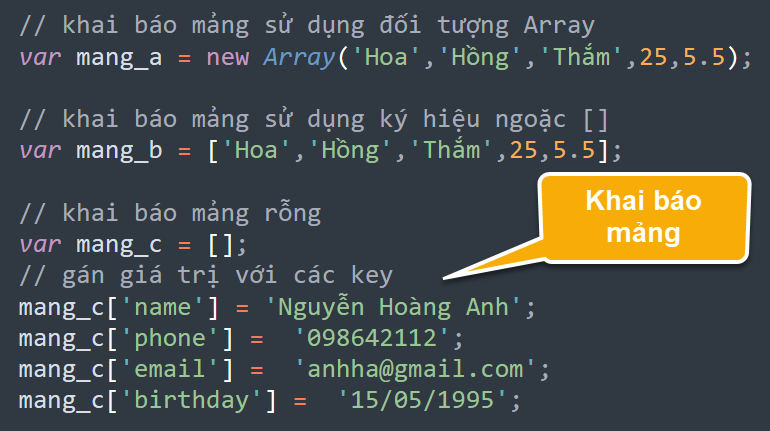 // khai báo mảng sử dụng đối tượng Array
var mang_a = new Array('Hoa','Hồng','Thắm',25,5.5);
// khai báo mảng sử dụng ký hiệu ngoặc []
var mang_b = ['Hoa','Hồng','Thắm',25,5.5];
// khai báo mảng rỗng
var mang_c = [];
// gán giá trị với các key
mang_c['name'] = 'Nguyễn Hoàng Anh';
mang_c['phone'] =  '098642112';
mang_c['email'] =  'anhha@gmail.com';
mang_c['birthday'] =  '15/05/1995';
Khai báo
mảng